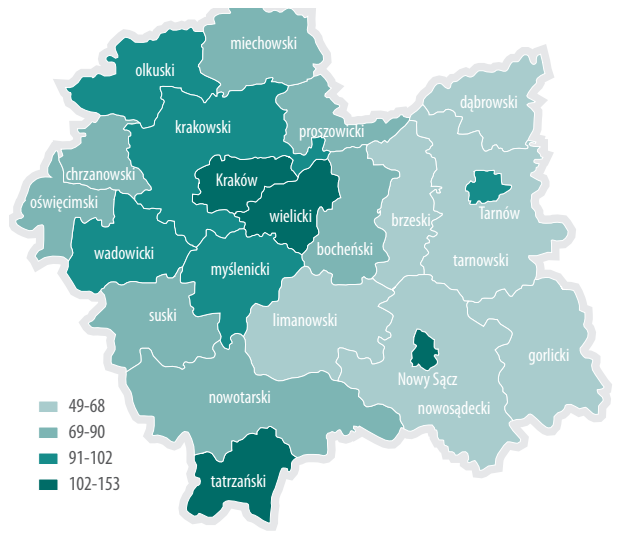 miechowski
olkuski
dąbrowski
krakowski
proszowicki
chrzanowski
Kraków
oświęcimski
wielicki
Tarnów
brzeski
wadowicki
bocheński
tarnowski
myślenicki
suski
limanowski
gorlicki
Nowy Sącz
nowotarski
nowosądecki
49-68
69-90
91-102
102-153
tatrzański